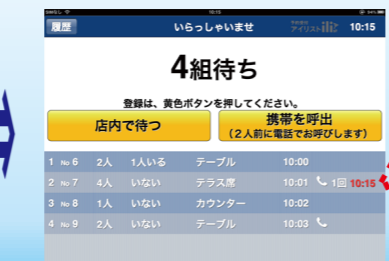 10:15
履歴
いらっしゃいませ
アイリスト
10:15
4組待ち
登録は、黄色ボタンを押してください。
店内で待つ
携帯を呼出
(2人前に電話でお呼びします)
1 No 6 2人 1人いる テーブル 10:00
2 No 7 4人 いない テラス席 10:01 1回 10:15
3 No 8 1人 いない カウンター 10:02
4 No 9 2人 いない テーブル 10:03